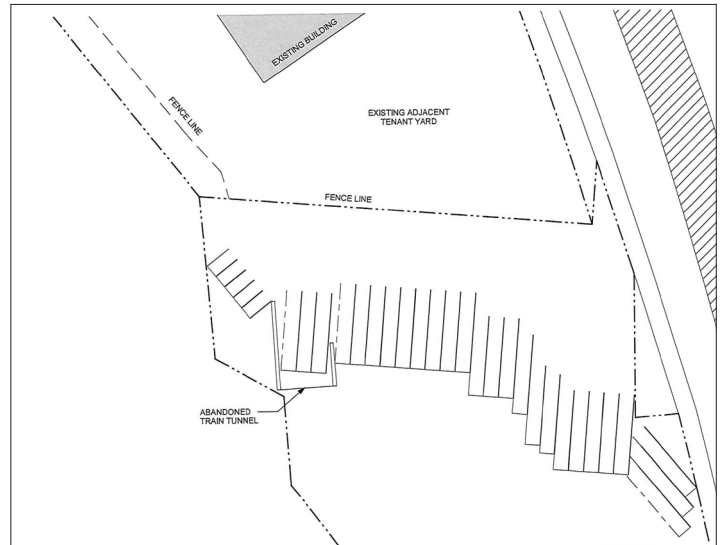 EXISTING BUILDING
FENCE LINE
EXISTING ADJACENT
TENANT YARD
FENCE LINE
ABANDONED
TRAIN TUNNEL